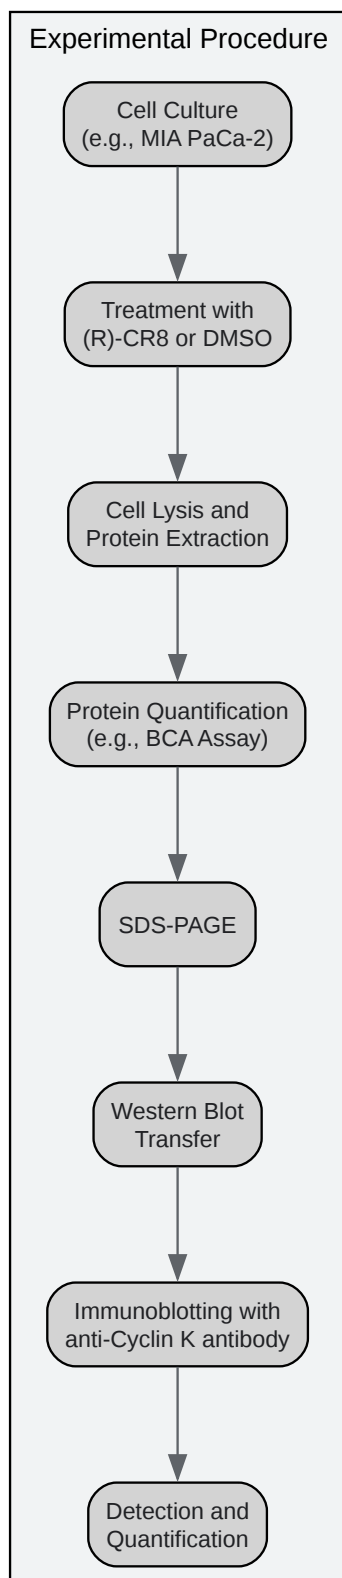 Experimental Procedure
Cell Culture
(e.g., MIA PaCa-2)
Treatment with
(R)-CR8 or DMSO
Cell Lysis and
Protein Extraction
Protein Quantification
(e.g., BCA Assay)
SDS-PAGE
Western Blot
Transfer
Immunoblotting with
anti-Cyclin K antibody
Detection and
Quantification